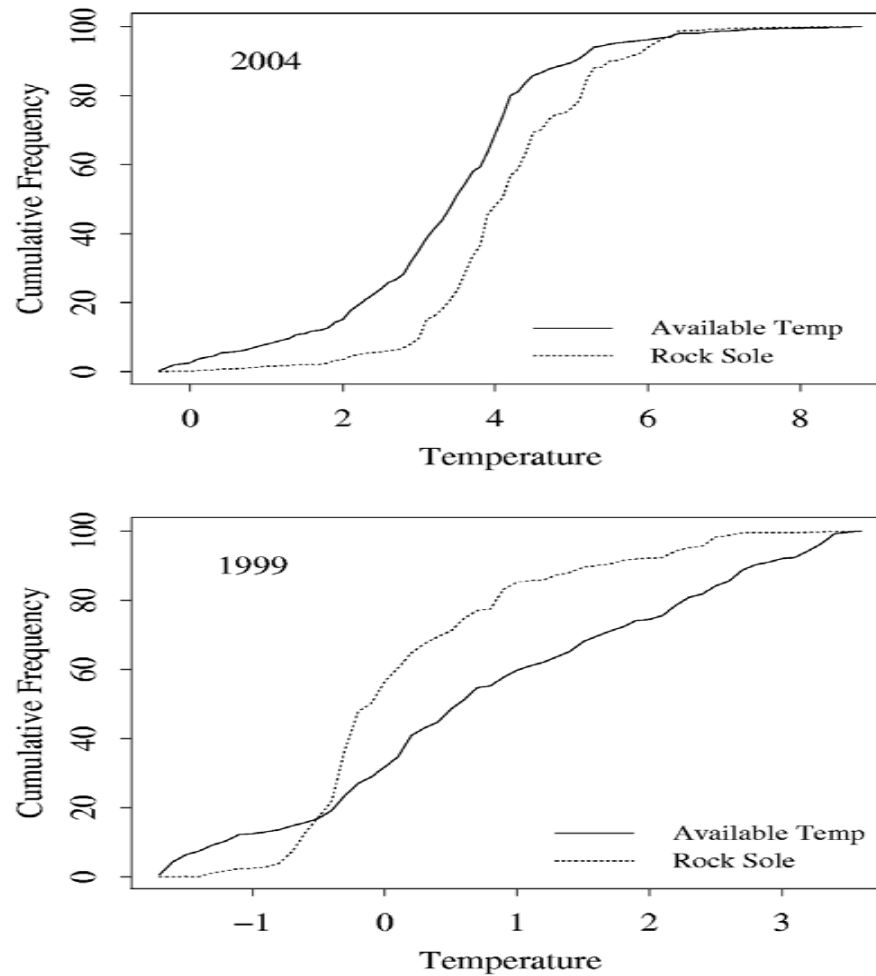 2004
Cumulative Frequency
0 20 40 60 80 100
Available Temp
Rock Sole
0 2 4 6 8
Temperature
1999
Cumulative Frequency
0 20 40 60 80 100
Available Temp
Rock Sole
−1 0 1 2 3
Temperature